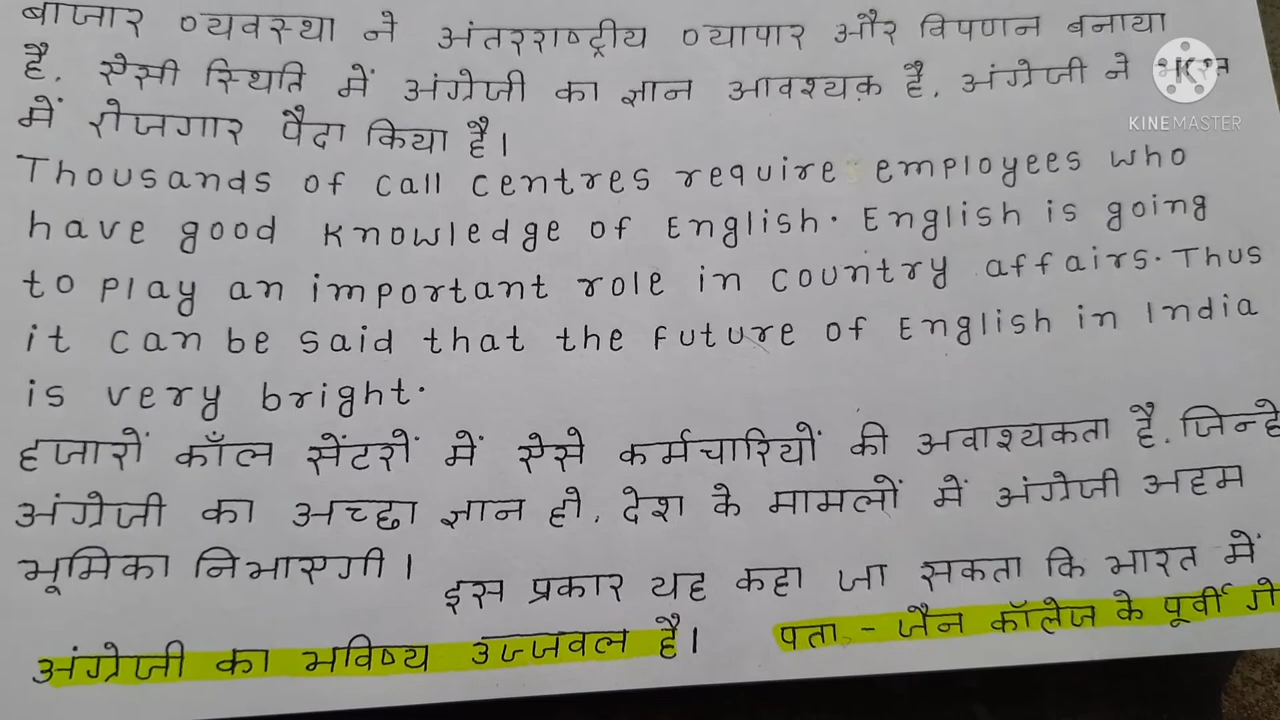 बाजार व्यवस्था ने अंतरराष्ट्रीय व्यापार और विपणन बनाया
है. ऐसी स्थिति में अंग्रेजी का ज्ञान आवश्यक़ है. अंग्रेजी ने
KINEMASTER
में रोजगार पैदा किया है।
Thousands of call centres require employees who
have good knowledge of English. English is going
to play an important role in country affairs. Thus
it can be said that the future of English in India
is very bright.
हजारों कॉंल सेंटरों में ऐसे कर्मचारियों की अवाश्यकता है. जिन्हे
अंग्रेजी का अच्छा ज्ञान हो. देश के मामलों में अंग्रेजी अहम
भूमिका निभाएगी।
इस प्रकार यह कहा जा सकता कि भारत में
अंग्रेजी का भविष्य उज्जवल है।
पता - जैन कॉलेज के पूर्वी गे